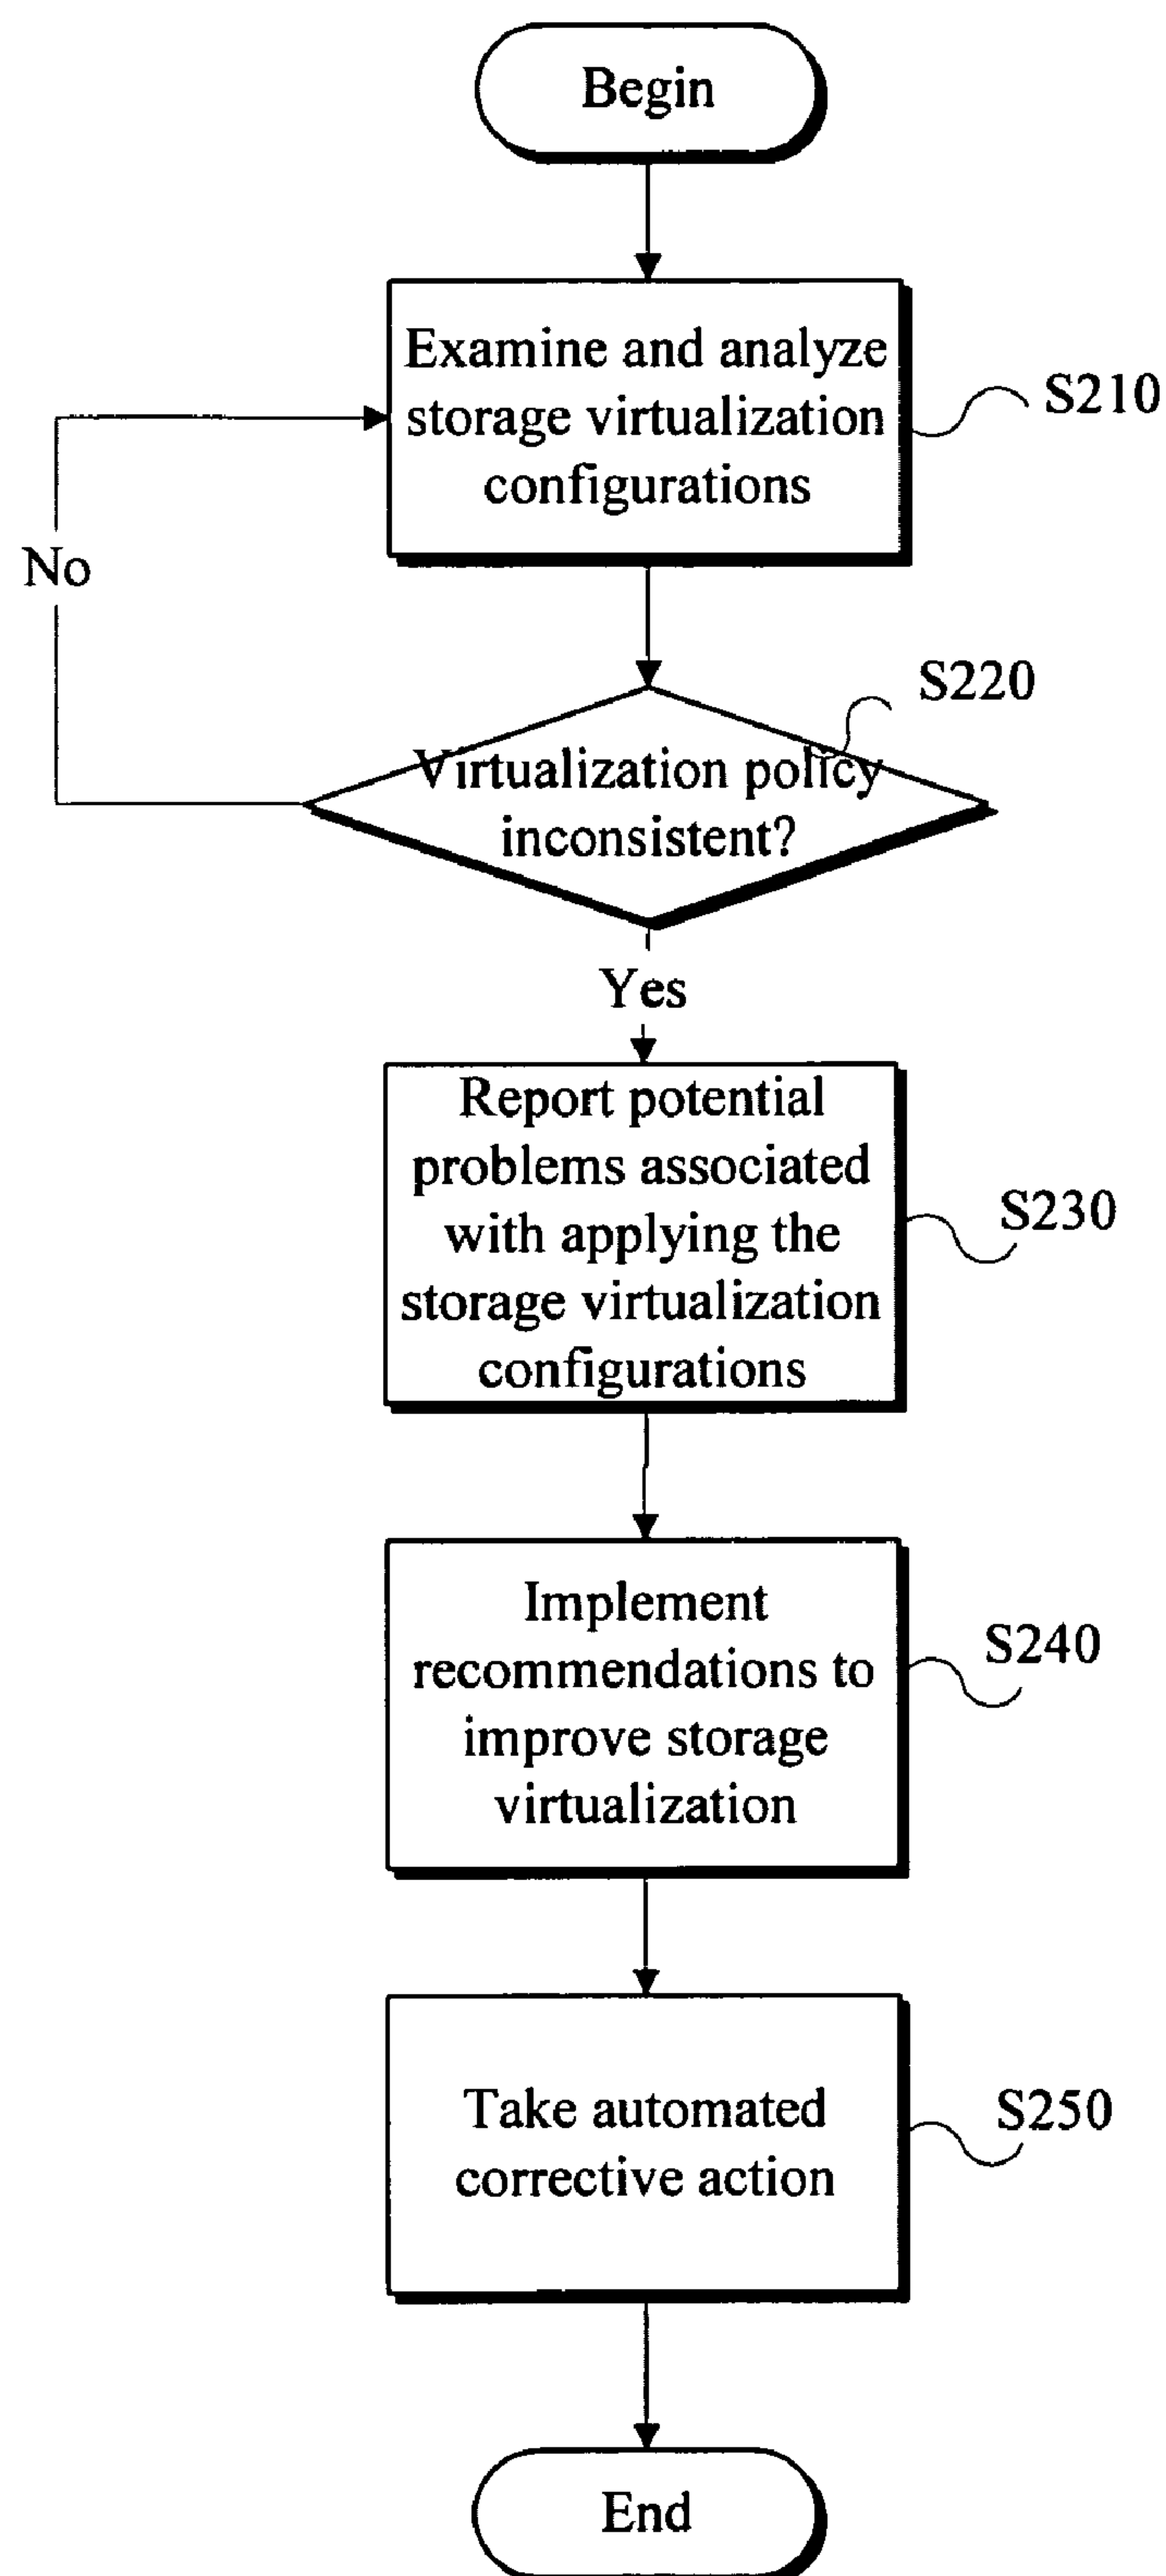 Begin
Examine and analyze
storage virtualization
configurations
S210
No
S220
Virtualization policy
inconsistent?
Yes
Report potential
problems associated
with applying the
storage virtualization
configurations
S230
Implement
recommendations to
improve storage
virtualization
S240
Take automated
corrective action
S250
End